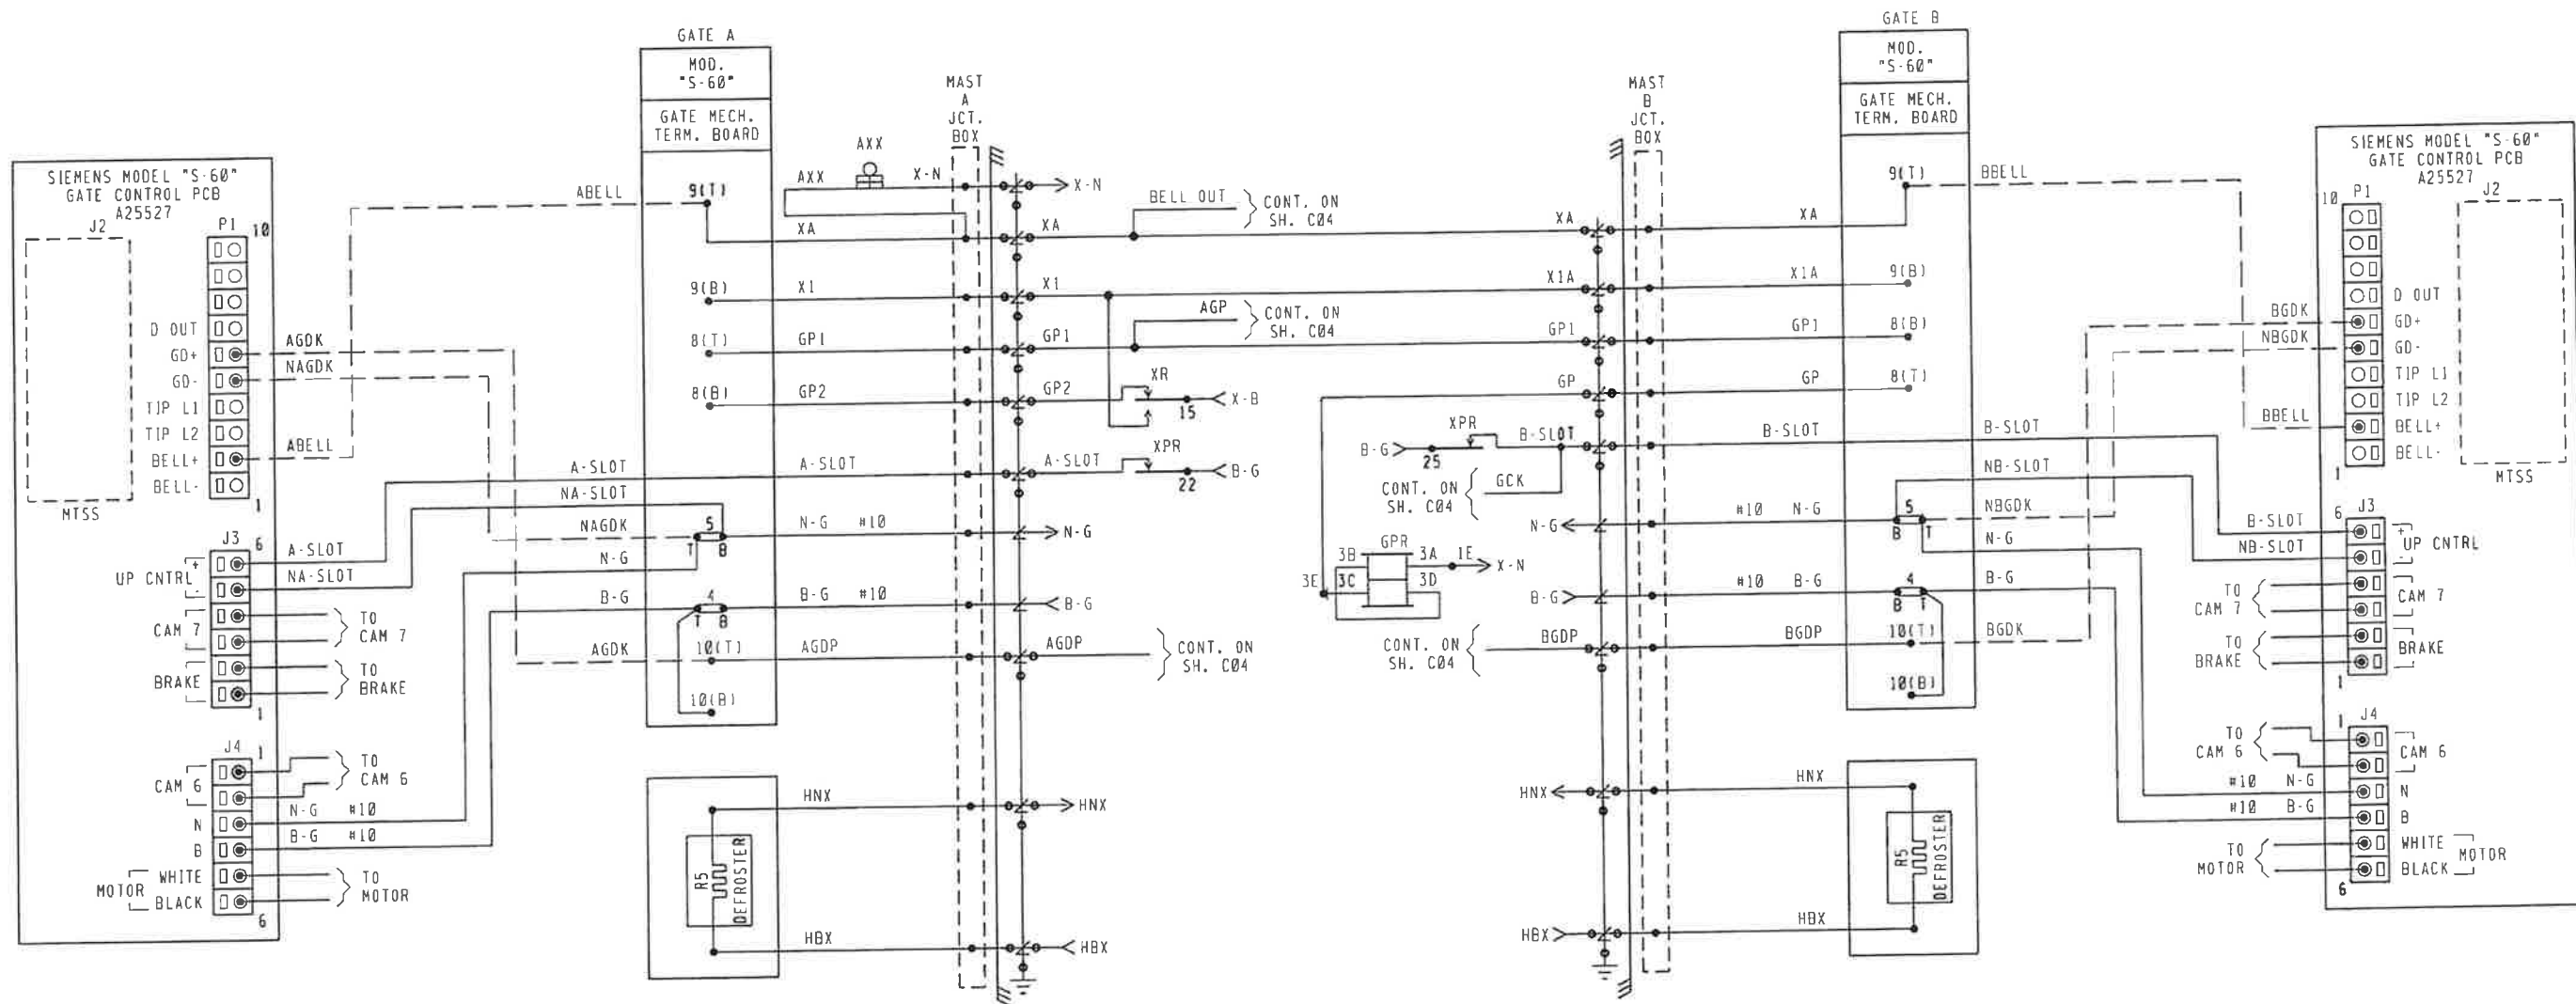 GATE A
MOD.
"S-60"
GATE MECH.
TERM. BOARD
SIEMENS MODEL "S-60"
GATE CONTROL PCB
A25527
J2
P1
10
D OUT
GD+
GD-
TIP L1
TIP L2
BELL+
BELL-
1
MTSS
AGDK
NAGDK
ABELL
ABELL
J3
6
UP CNTRL
+
-
A-SLOT
NA-SLOT
CAM 7
TO
CAM 7
BRAKE
TO
BRAKE
1
J4
1
CAM 6
TO
CAM 6
N
N-G #10
B
B-G #10
MOTOR
WHITE
BLACK
TO
MOTOR
6
A-SLOT
NA-SLOT
NAGDK
N-G
B-G
AGDK
9(T)
9(B)
8(T)
8(B)
5
T B
4
T B
10(T)
10(B)
R5
DEFROSTER
MAST
A
JCT.
BOX
AXX
AXX
X-N
X-N
XA
XA
X1
X1
GP1
GP1
GP2
GP2
A-SLOT
A-SLOT
N-G #10
N-G
B-G #10
B-G
AGDP
AGDP
CONT. ON
SH. C04
HNX
HNX
HBX
HBX
BELL OUT
CONT. ON
SH. C04
AGP
CONT. ON
SH. C04
XR
15
X-B
XPR
22
B-G
MAST
B
JCT.
BOX
XA
XA
X1A
X1A
GP1
GP1
GP
GP
XPR
B-G
25
B-SLOT
B-SLOT
CONT. ON
SH. C04
GCK
N-G
#10 N-G
3B
GPR
3A
1E
X-N
3E
3C
3D
B-G
#10 B-G
CONT. ON
SH. C04
BGDP
BGDP
HNX
HNX
HBX
HBX
GATE B
MOD.
"S-60"
GATE MECH.
TERM. BOARD
9(T)
9(B)
8(B)
8(T)
5
B T
4
B T
10(T)
10(B)
R5
DEFROSTER
BBELL
BGDK
NBGDK
BBELL
B-SLOT
NB-SLOT
NBGDK
N-G
B-G
BGDK
SIEMENS MODEL "S-60"
GATE CONTROL PCB
A25527
P1
J2
10
D OUT
GD+
GD-
TIP L1
TIP L2
BELL+
BELL-
1
MTSS
J3
6
B-SLOT
NB-SLOT
+
-
UP CNTRL
TO
CAM 7
CAM 7
TO
BRAKE
BRAKE
1
J4
1
TO
CAM 6
CAM 6
#10 N-G
N
#10 B-G
B
TO
MOTOR
WHITE
BLACK
MOTOR
6